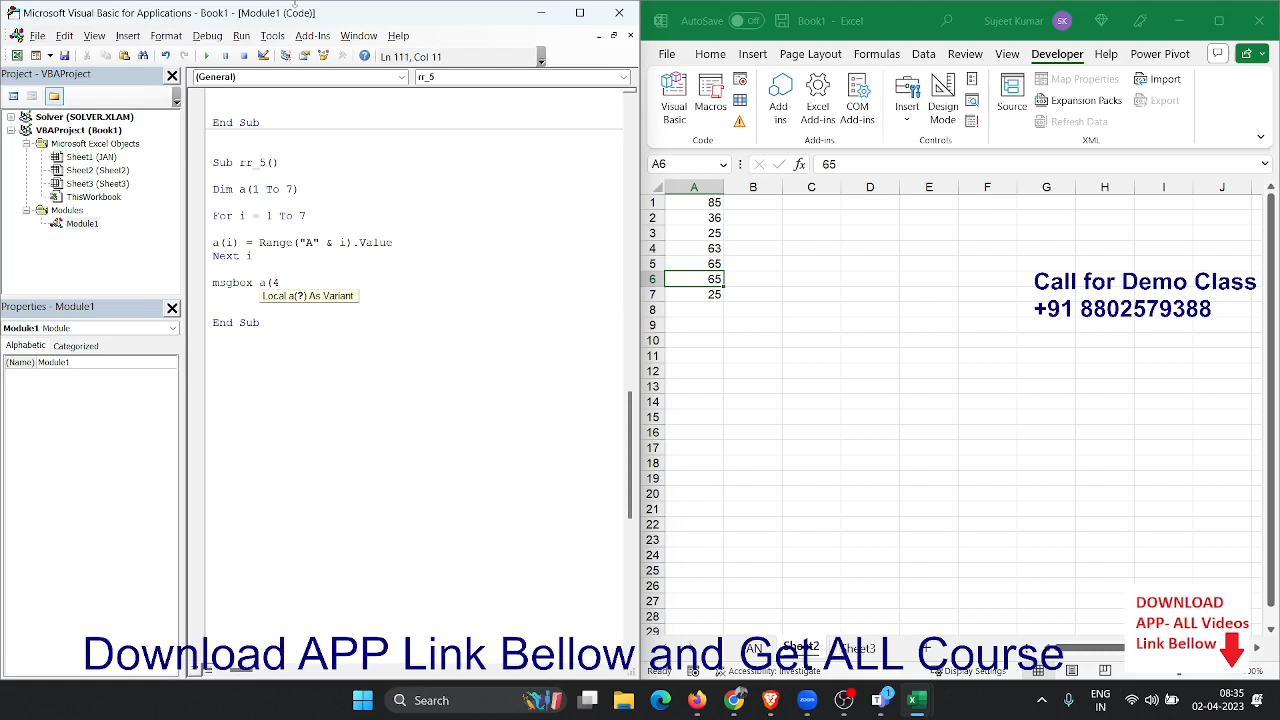 Microsoft Visual Basic for Applications - Book1 - [Module1 (Code)]
File Edit View Insert Format Debug Run Tools Add-Ins Window Help
Ln 111, Col 11
Project - VBAProject
Solver (SOLVER.XLAM)
VBAProject (Book1)
Microsoft Excel Objects
Sheet1 (JAN)
Sheet2 (Sheet2)
Sheet3 (Sheet3)
ThisWorkbook
Modules
Module1
Properties - Module1
Module1 Module
Alphabetic Categorized
(Name) Module1
(General) rr_5
End Sub
Sub rr_5()
Dim a(1 To 7)
For i = 1 To 7
a(i) = Range("A" & i).Value
Next i
msgbox a(4
Local a(?) As Variant
End Sub
AutoSave Off Book1 - Excel Sujeet Kumar SK
File Home Insert Page Layout Formulas Data Review View Developer Help Power Pivot
Visual Basic
Macros
Code
Add-ins
Excel Add-ins
COM Add-ins
Add-ins
Insert
Design Mode
Controls
Source
Map Properties
Expansion Packs
Refresh Data
Import
Export
XML
A6 fx 65
A B C D E F G H I J
1 85
2 36
3 25
4 63
5 65
6 65
7 25
8
9
10
11
12
13
14
15
16
17
18
19
20
21
22
23
24
25
26
27
28
29
Call for Demo Class
+91 8802579388
DOWNLOAD
APP- ALL Videos
Link Bellow
Download APP Link Bellow and Get ALL Course
AN Sheet2 Sheet3
Ready Accessibility: Investigate Display Settings
Search
ENG
IN
08:35
02-04-2023